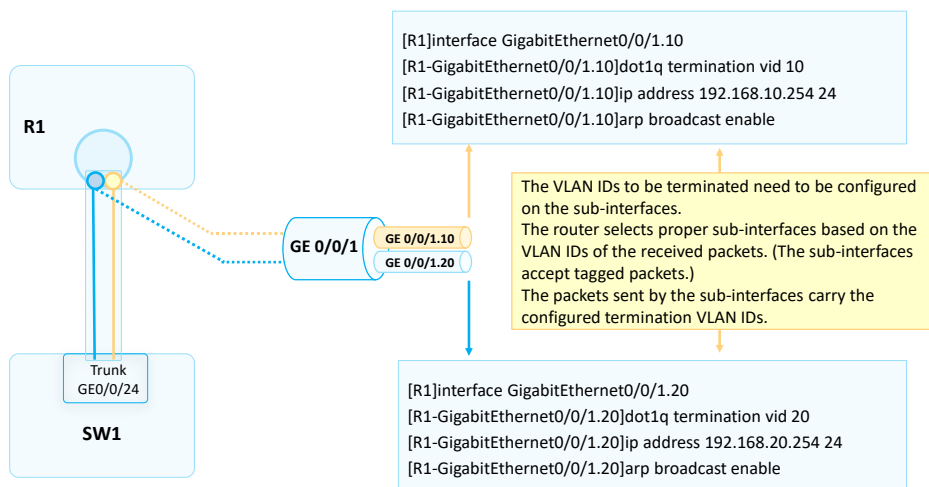 [R1]interface GigabitEthernet0/0/1.10
[R1-GigabitEthernet0/0/1.10]dot1q termination vid 10
[R1-GigabitEthernet0/0/1.10]ip address 192.168.10.254 24
[R1-GigabitEthernet0/0/1.10]arp broadcast enable
R1
The VLAN IDs to be terminated need to be configured
on the sub-interfaces.
The router selects proper sub-interfaces based on the
VLAN IDs of the received packets. (The sub-interfaces
accept tagged packets.)
The packets sent by the sub-interfaces carry the
configured termination VLAN IDs.
GE 0/0/1
GE 0/0/1.10
GE 0/0/1.20
Trunk
GE0/0/24
SW1
[R1]interface GigabitEthernet0/0/1.20
[R1-GigabitEthernet0/0/1.20]dot1q termination vid 20
[R1-GigabitEthernet0/0/1.20]ip address 192.168.20.254 24
[R1-GigabitEthernet0/0/1.20]arp broadcast enable